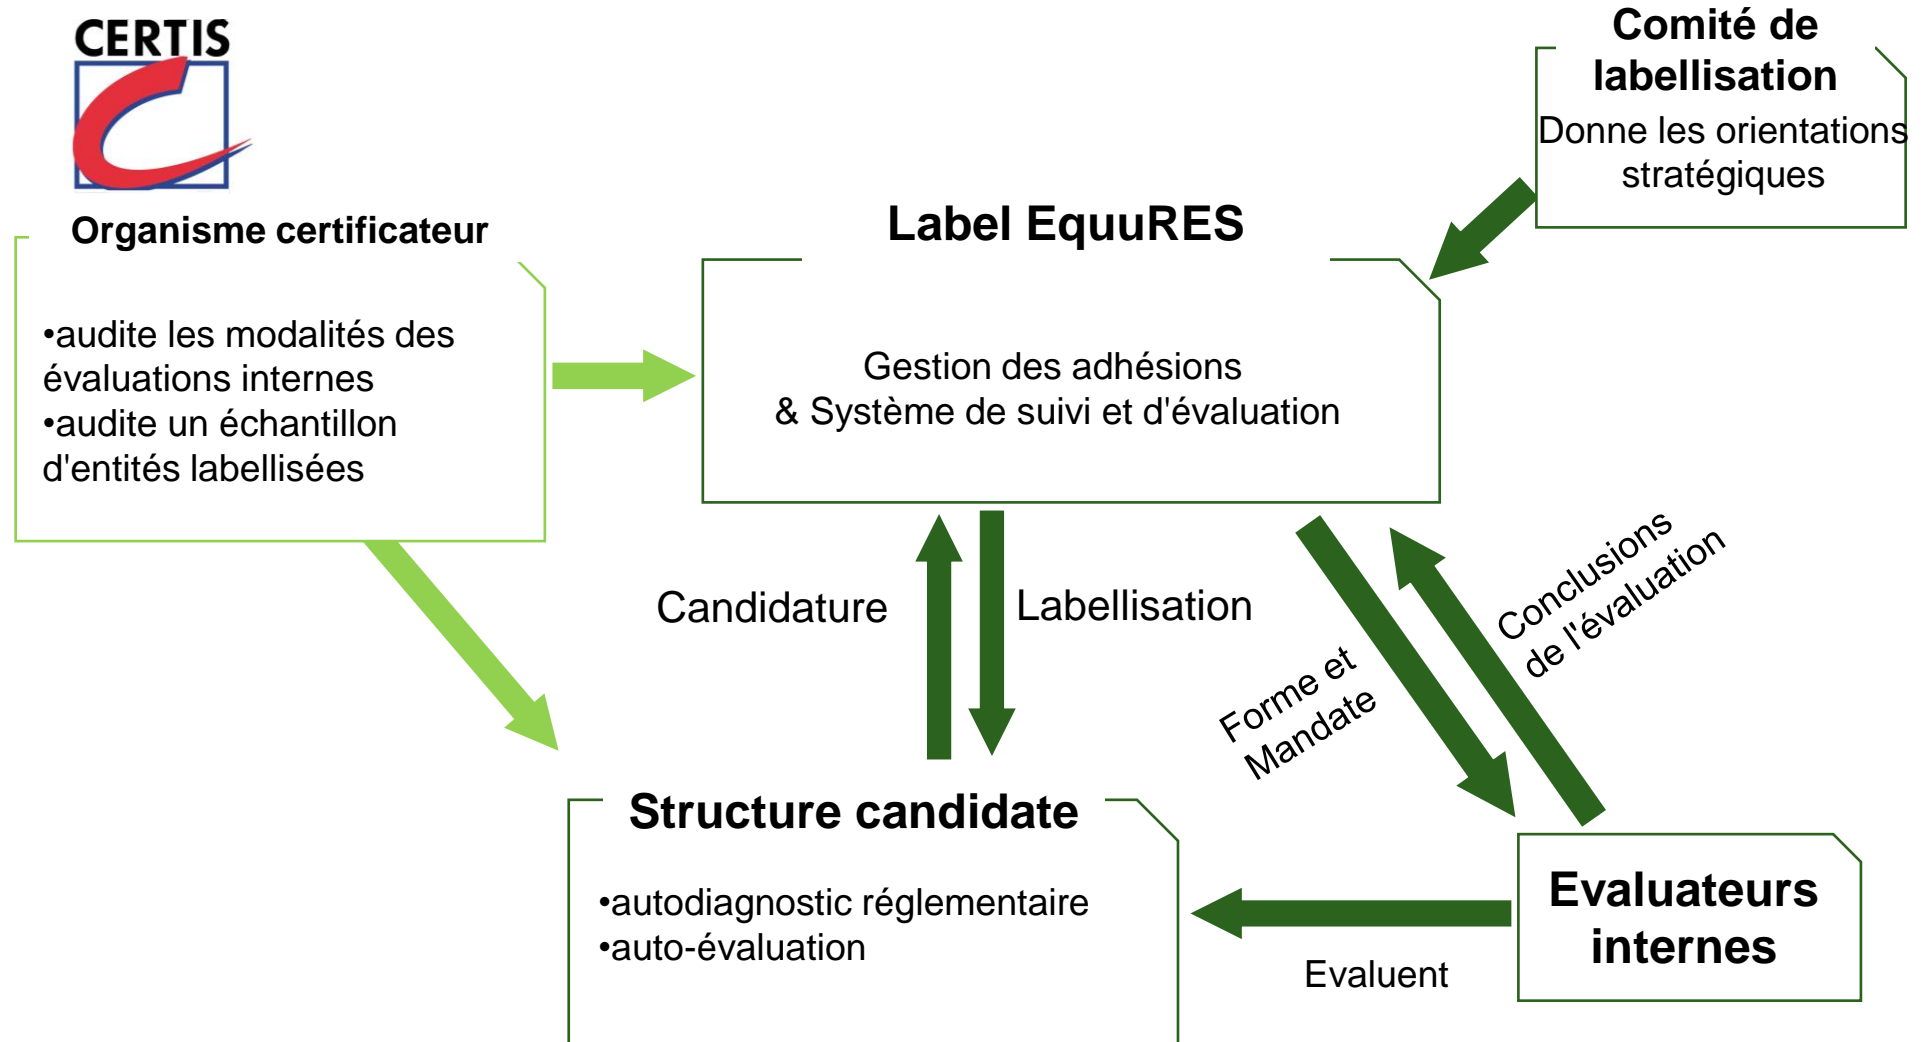 CERTIS
Organisme certificateur
•audite les modalités des
évaluations internes
•audite un échantillon
d'entités labellisées
Label EquuRES
Gestion des adhésions
& Système de suivi et d'évaluation
Comité de
labellisation
Donne les orientations
stratégiques
Candidature
Labellisation
Forme et
Mandate
Conclusions
de l'évaluation
Structure candidate
•autodiagnostic réglementaire
•auto-évaluation
Evaluent
Evaluateurs
internes